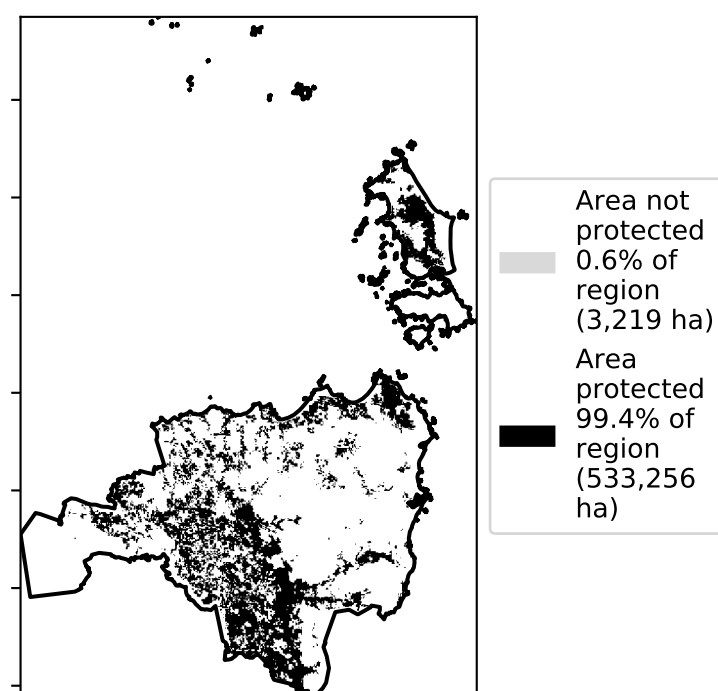 Area not
protected
0.6% of
region
(3,219 ha)
Area
protected
99.4% of
region
(533,256
ha)